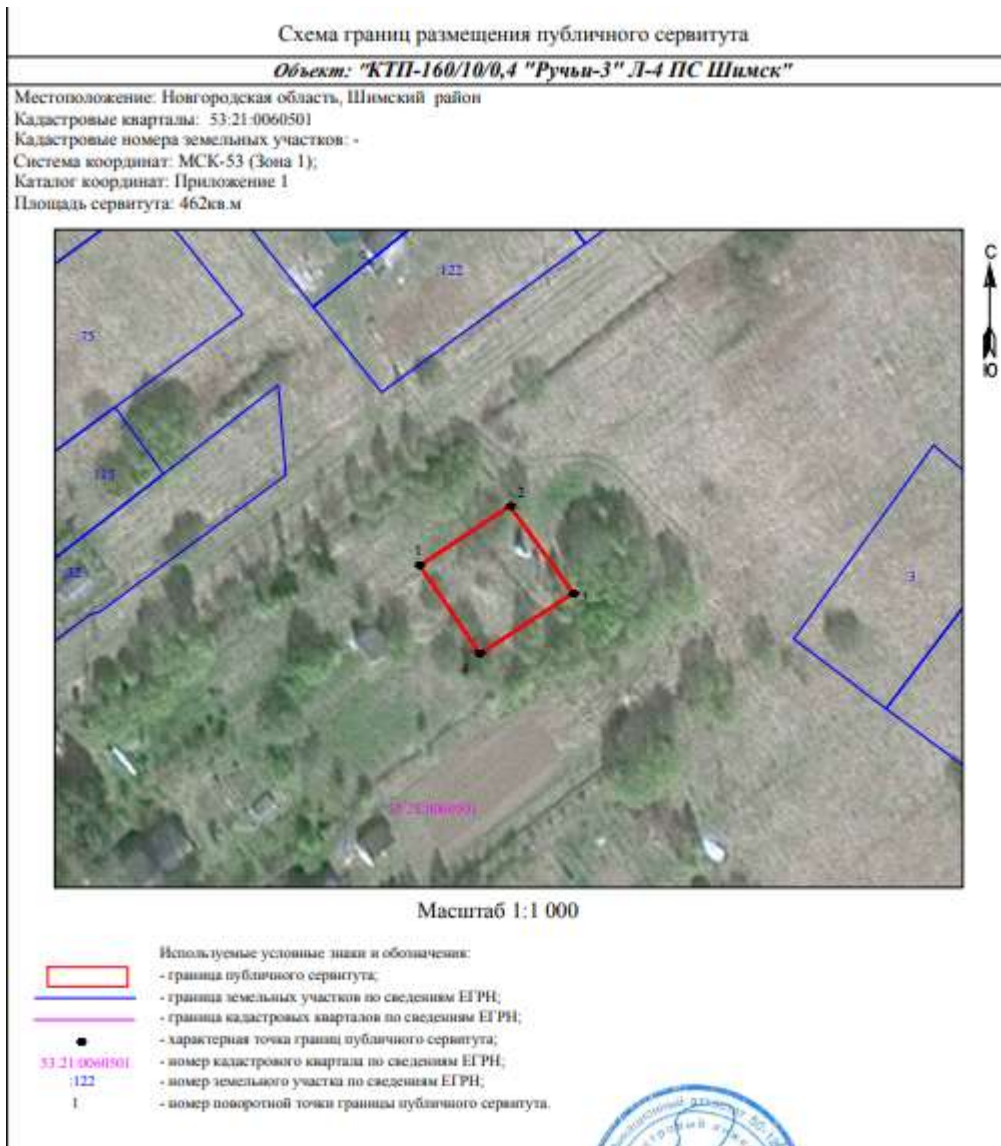 Схема границ размещения публичного сервитута
Объект: "КТП-160/10/0,4 "Ручьи-3" Л-4 ПС Шимск"
Местоположение: Новгородская область, Шимский район
Кадастровые кварталы: 53:21:0060501
Кадастровые номера земельных участков: -
Система координат: МСК-53 (Зона 1);
Каталог координат: Приложение 1
Площадь сервитута: 462кв.м
С
Ю
:122
:75
2
1
:3
53:21:0060501
Масштаб 1:1 000
Используемые условные знаки и обозначения:
- граница публичного сервитута;
- граница земельных участков по сведениям ЕГРН;
- граница кадастровых кварталов по сведениям ЕГРН;
- характерная точка границ публичного сервитута;
53:21:0060501 - номер кадастрового квартала по сведениям ЕГРН;
:122 - номер земельного участка по сведениям ЕГРН;
1 - номер поворотной точки границы публичного сервитута.